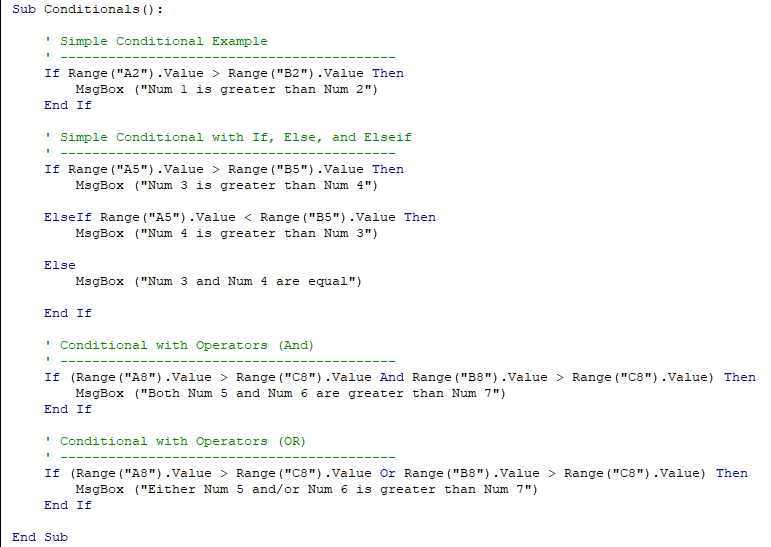 Sub Conditionals():
' Simple Conditional Example
' ------------------------------------------
If Range("A2").Value > Range("B2").Value Then
MsgBox ("Num 1 is greater than Num 2")
End If
' Simple Conditional with If, Else, and Elseif
' ------------------------------------------
If Range("A5").Value > Range("B5").Value Then
MsgBox ("Num 3 is greater than Num 4")
ElseIf Range("A5").Value < Range("B5").Value Then
MsgBox ("Num 4 is greater than Num 3")
Else
MsgBox ("Num 3 and Num 4 are equal")
End If
' Conditional with Operators (And)
' ------------------------------------------
If (Range("A8").Value > Range("C8").Value And Range("B8").Value > Range("C8").Value) Then
MsgBox ("Both Num 5 and Num 6 are greater than Num 7")
End If
' Conditional with Operators (OR)
' ------------------------------------------
If (Range("A8").Value > Range("C8").Value Or Range("B8").Value > Range("C8").Value) Then
MsgBox ("Either Num 5 and/or Num 6 is greater than Num 7")
End If
End Sub